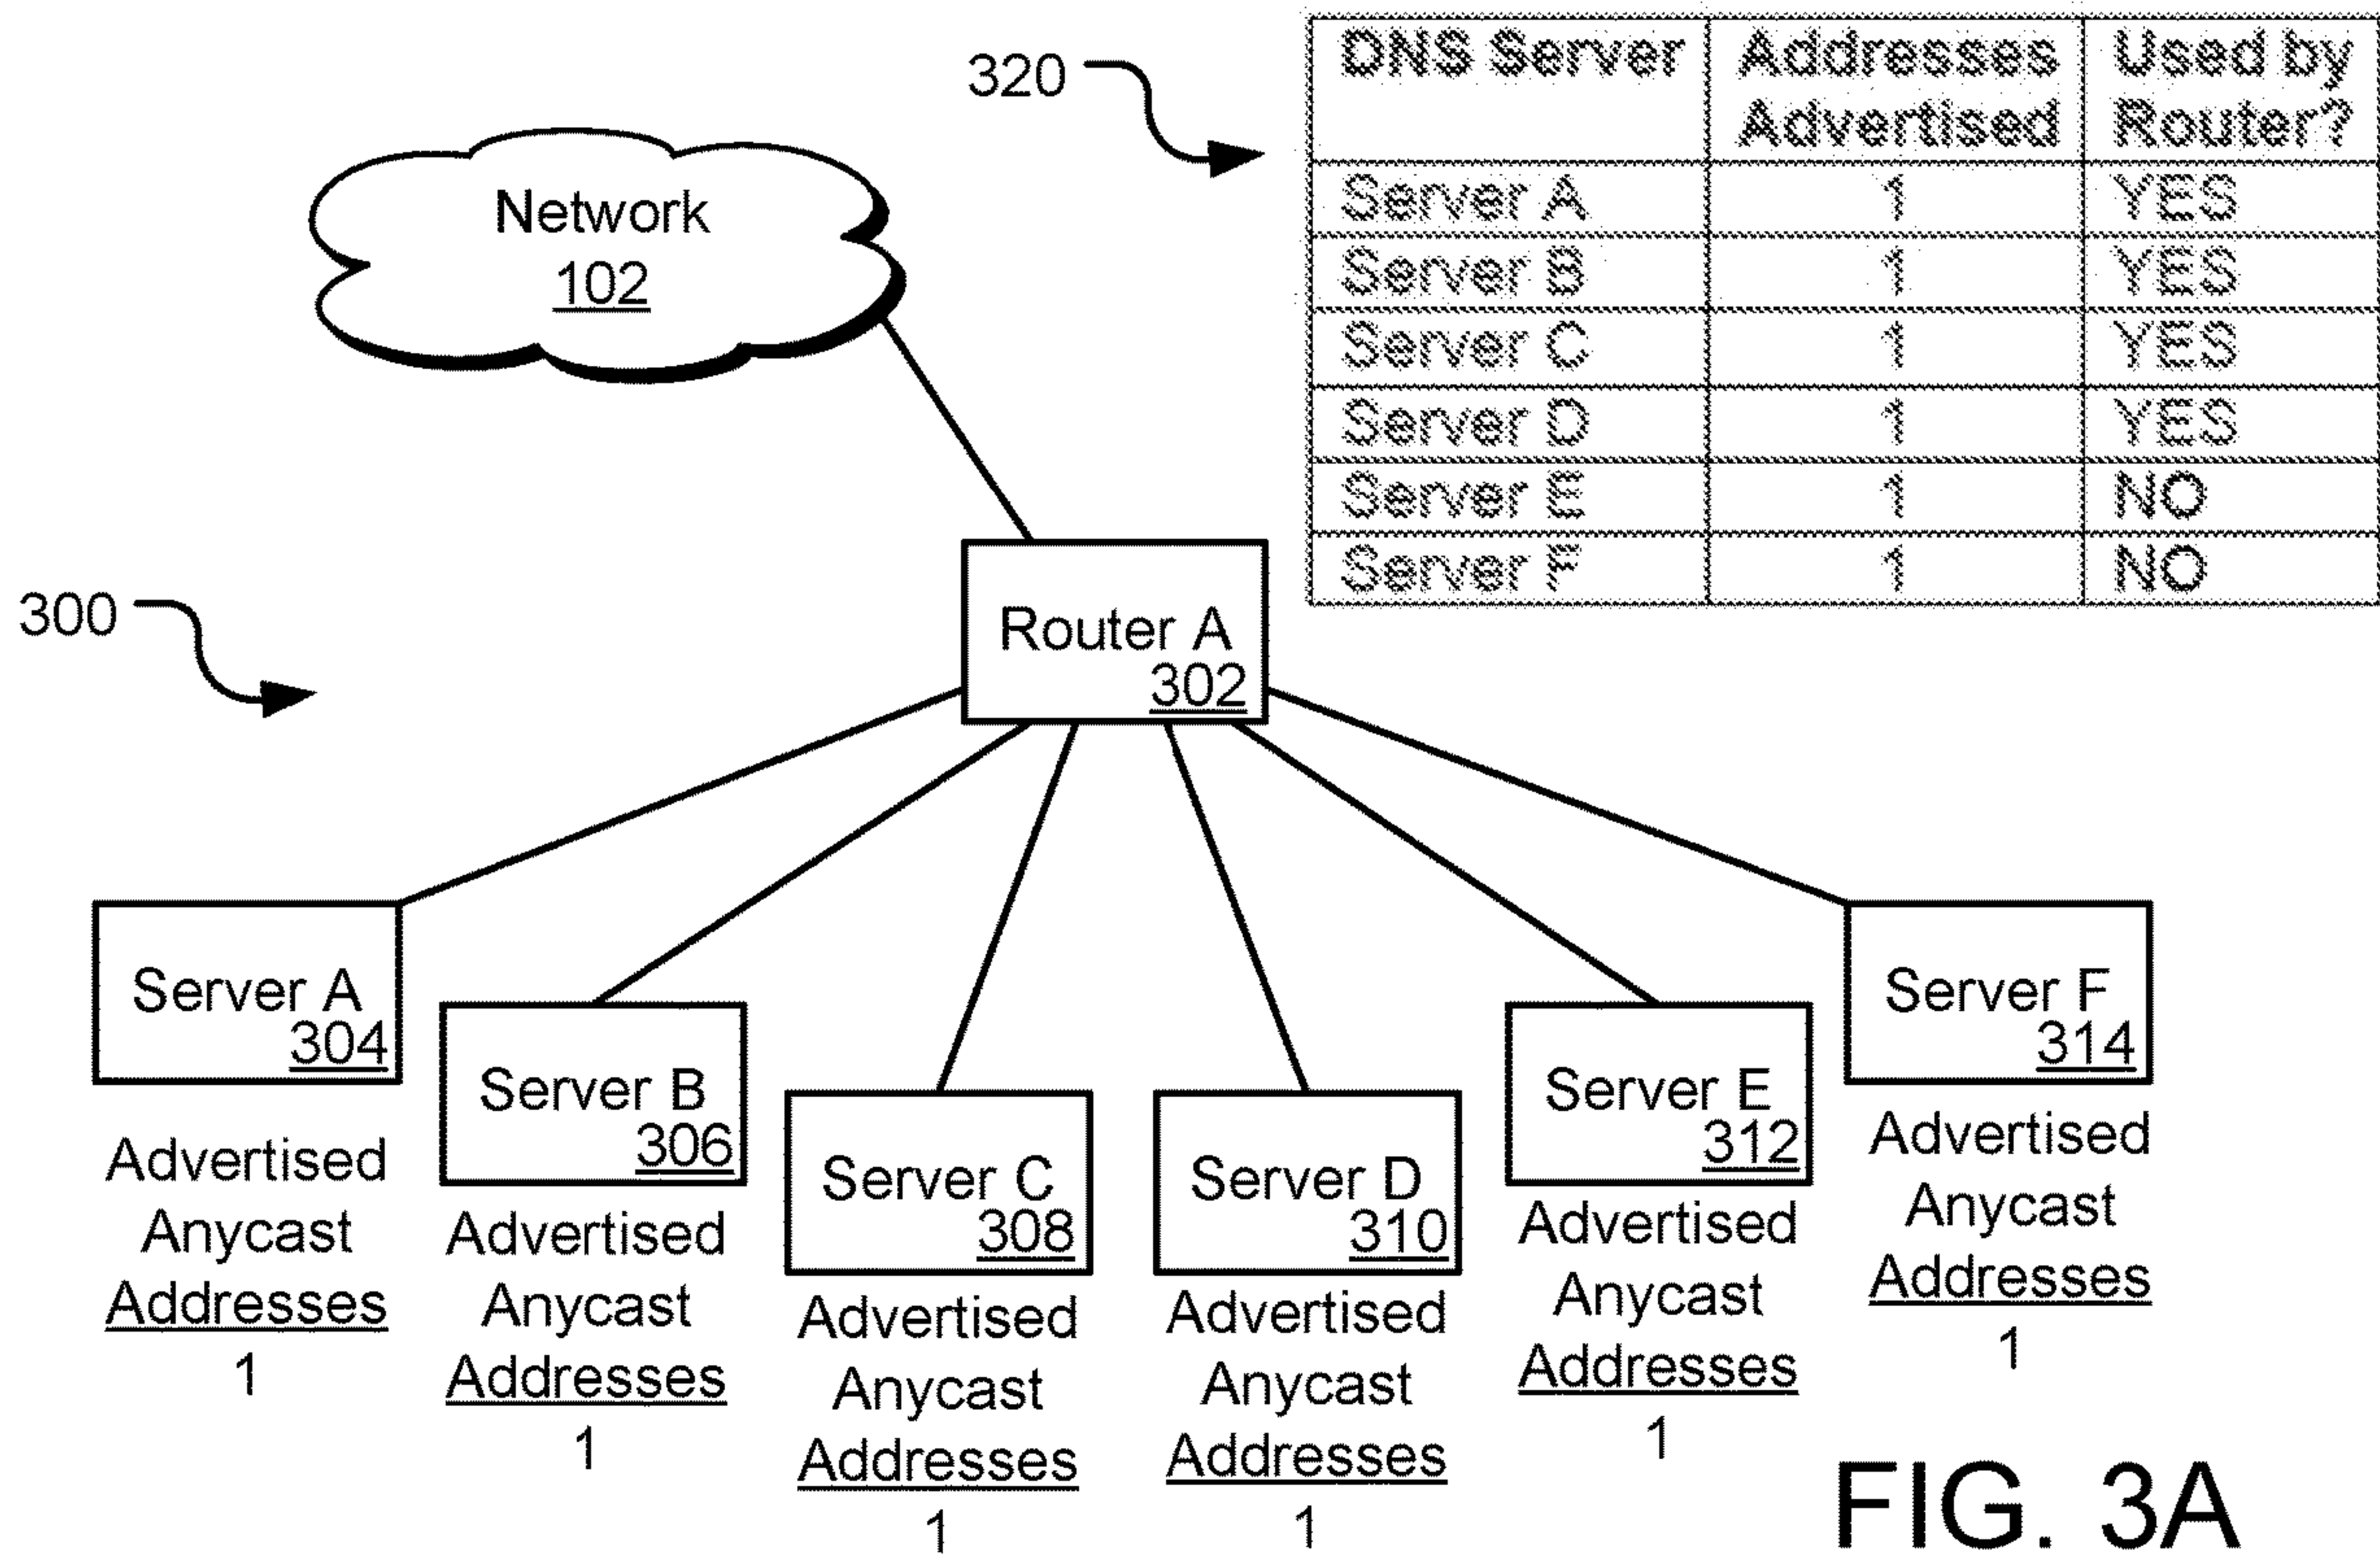 320
DNS Server
Addresses Advertised
Used by Router?
Server A 1 YES
Server B 1 YES
Server C 1 YES
Server D 1 YES
Server E 1 NO
Server F 1 NO
Network
102
300
Router A
302
Server A
304
Advertised
Anycast
Addresses
1
Server B
306
Advertised
Anycast
Addresses
1
Server C
308
Advertised
Anycast
Addresses
1
Server D
310
Advertised
Anycast
Addresses
1
Server E
312
Advertised
Anycast
Addresses
1
Server F
314
Advertised
Anycast
Addresses
1
FIG. 3A